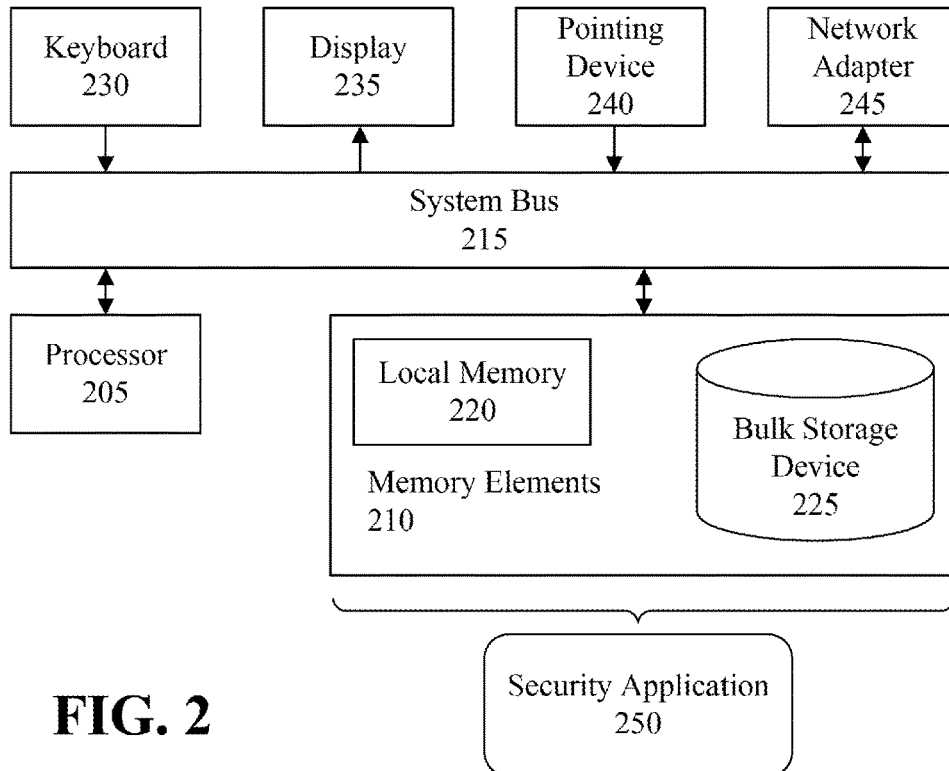 Keyboard
230
Display
235
Pointing
Device
240
Network
Adapter
245
System Bus
215
Processor
205
Local Memory
220
Memory Elements
210
Bulk Storage
Device
225
Security Application
250
FIG. 2